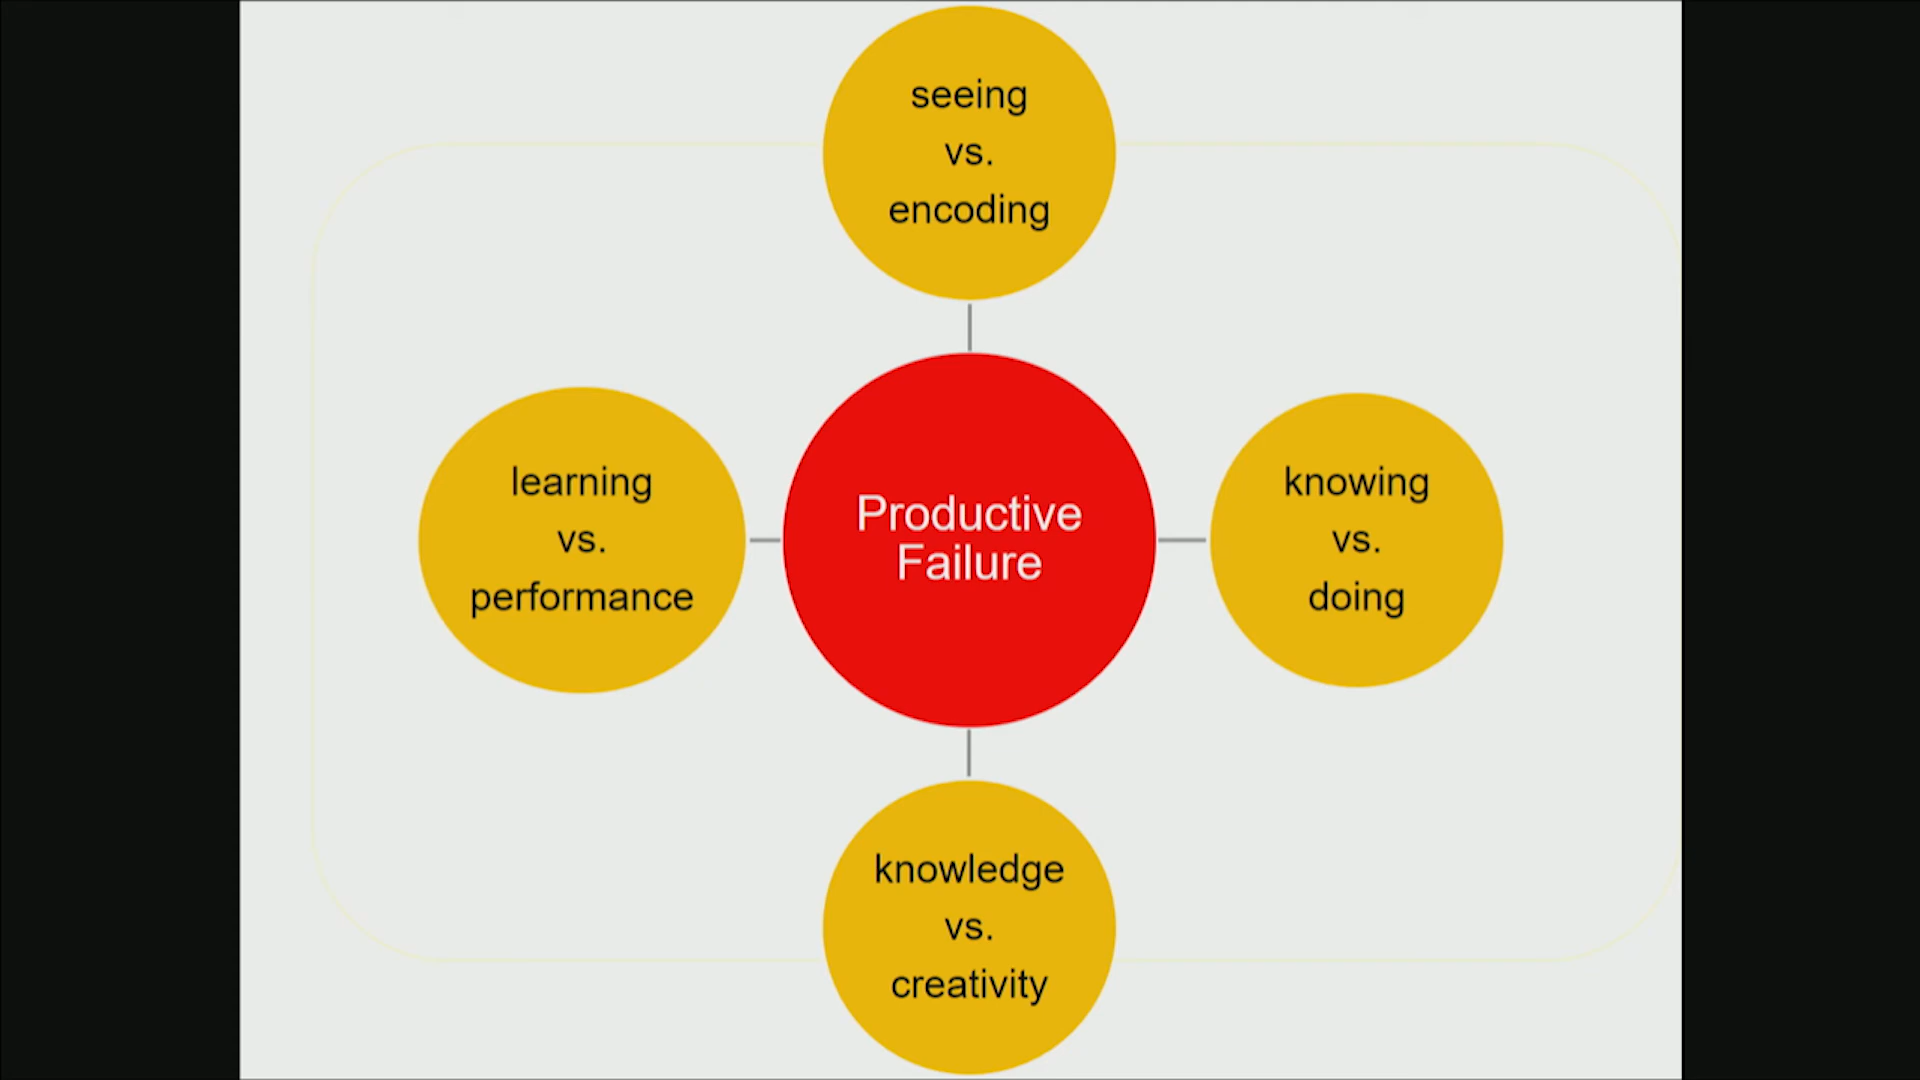 seeing
vs.
encoding
learning
vs.
performance
Productive
Failure
knowing
vs.
doing
knowledge
vs.
creativity